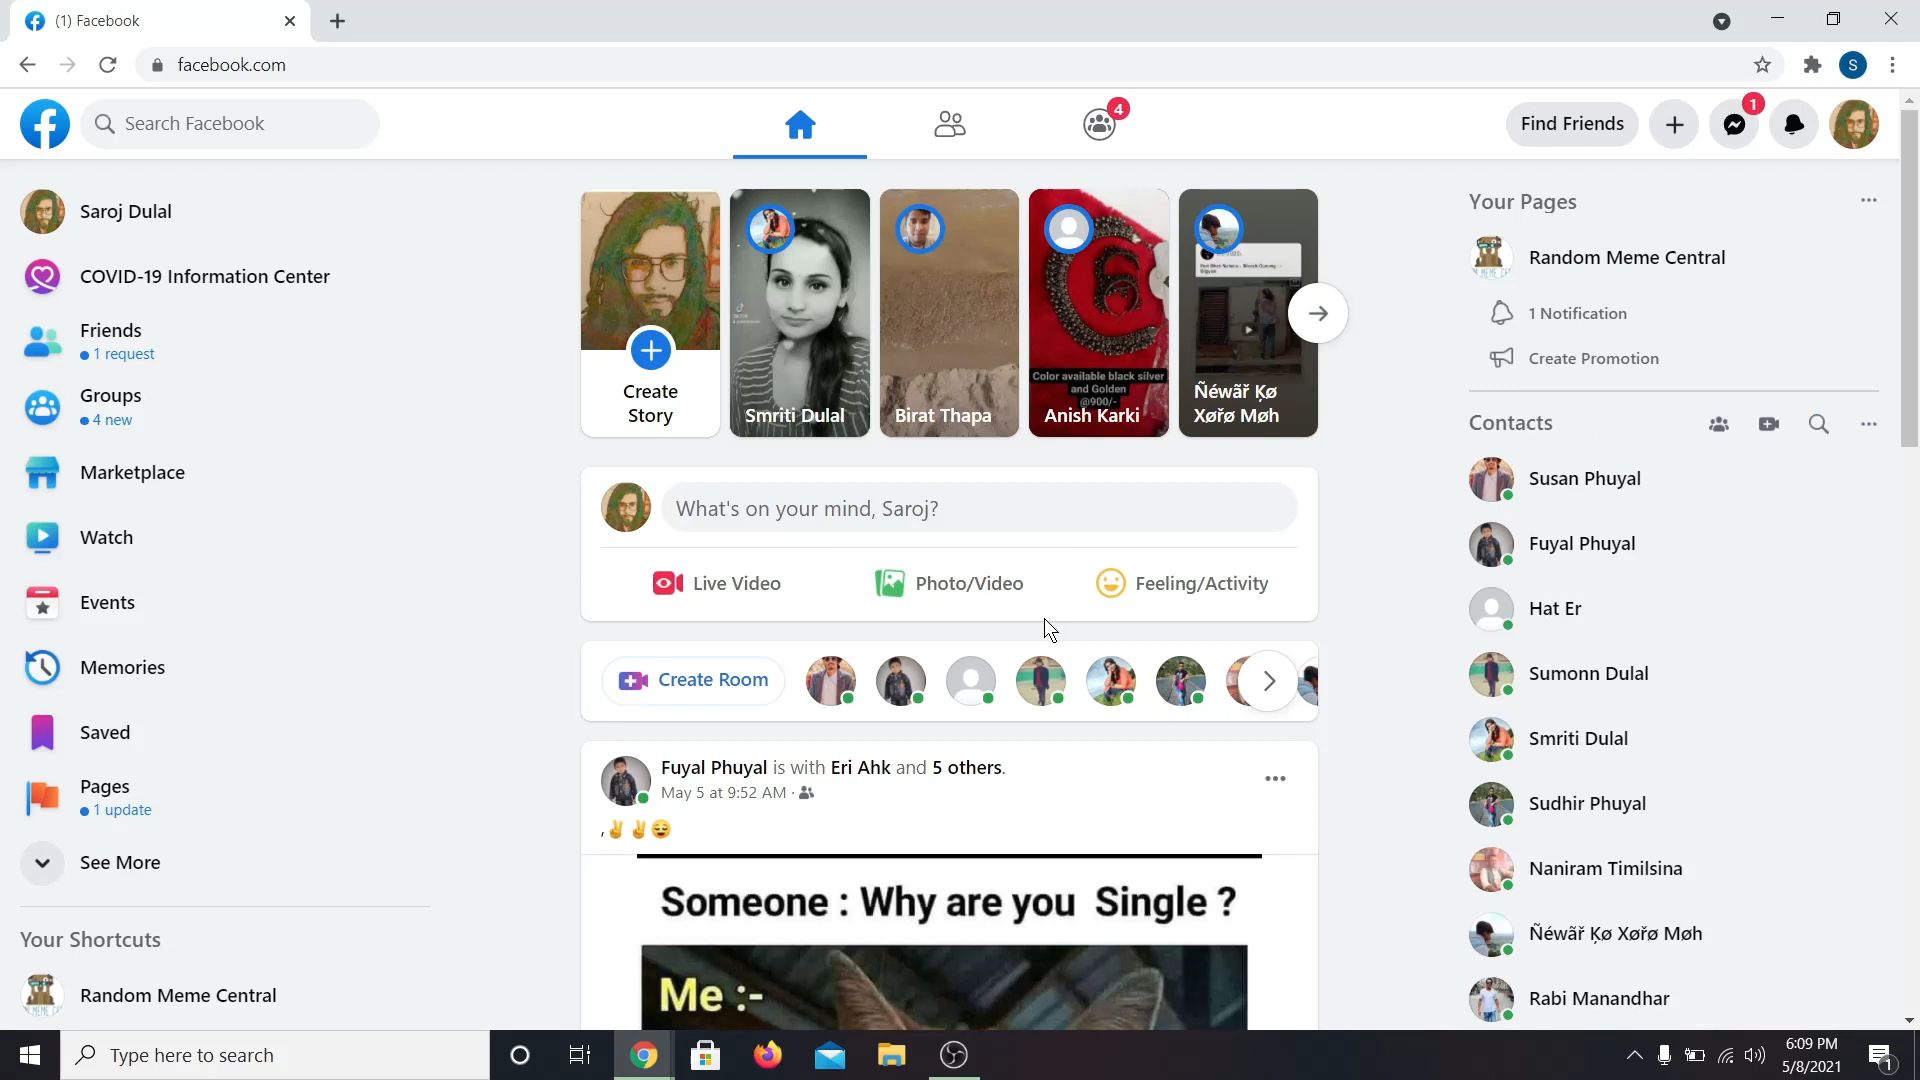 (1) Facebook
facebook.com
Search Facebook
4
Find Friends
1
Saroj Dulal
COVID-19 Information Center
Friends
1 request
Groups
4 new
Marketplace
Watch
Events
Memories
Saved
Pages
1 update
See More
Your Shortcuts
Random Meme Central
Create
Story
Smriti Dulal
Birat Thapa
Color available black silver
and Golden
@900/-
Anish Karki
Ñéwãř Ķø
Xøřø Møh
What's on your mind, Saroj?
Live Video
Photo/Video
Feeling/Activity
Create Room
Fuyal Phuyal is with Eri Ahk and 5 others.
May 5 at 9:52 AM ·
,✌✌😌
Someone : Why are you Single ?
Me :-
Your Pages
Random Meme Central
1 Notification
Create Promotion
Contacts
Susan Phuyal
Fuyal Phuyal
Hat Er
Sumonn Dulal
Smriti Dulal
Sudhir Phuyal
Naniram Timilsina
Ñéwãř Ķø Xøřø Møh
Rabi Manandhar
Type here to search
6:09 PM
5/8/2021
1